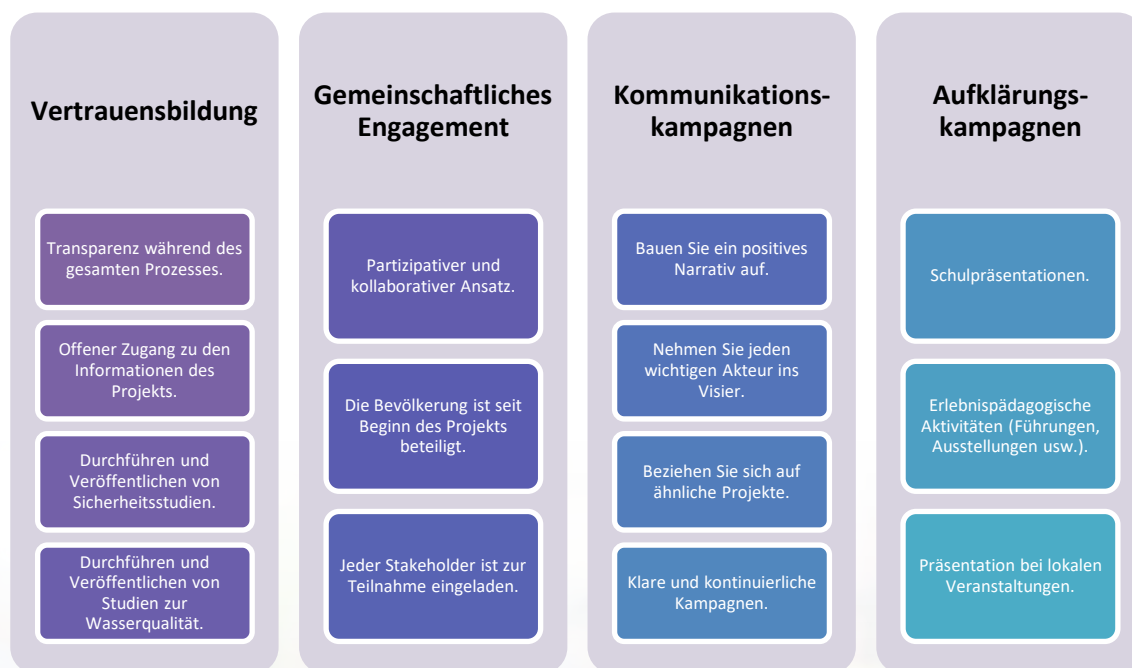 Vertrauensbildung
Transparenz während des
gesamten Prozesses.
Offener Zugang zu den
Informationen des
Projekts.
Durchführen und
Veröffentlichen von
Sicherheitsstudien.
Durchführen und
Veröffentlichen von
Studien zur
Wasserqualität.
Gemeinschaftliches
Engagement
Partizipativer und
kollaborativer Ansatz.
Die Bevölkerung ist seit
Beginn des Projekts
beteiligt.
Jeder Stakeholder ist zur
Teilnahme eingeladen.
Kommunikations-
kampagnen
Bauen Sie ein positives
Narrativ auf.
Nehmen Sie jeden
wichtigen Akteur ins
Visier.
Beziehen Sie sich auf
ähnliche Projekte.
Klare und kontinuierliche
Kampagnen.
Aufklärungs-
kampagnen
Schulpräsentationen.
Erlebnispädagogische
Aktivitäten (Führungen,
Ausstellungen usw.).
Präsentation bei lokalen
Veranstaltungen.